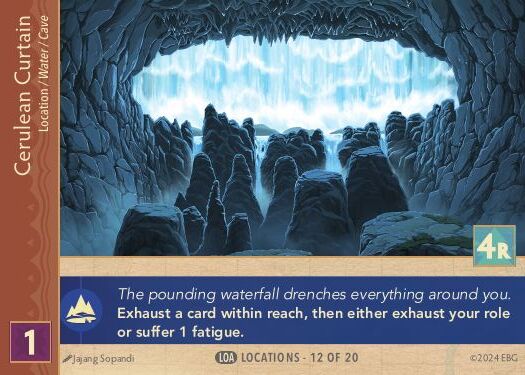 Cerulean Curtain
Location / Water / Cave
4R
The pounding waterfall drenches everything around you.
Exhaust a card within reach, then either exhaust your role
or suffer 1 fatigue.
1
Jajang Sopandi
LOA LOCATIONS - 12 OF 20
©2024 EBG